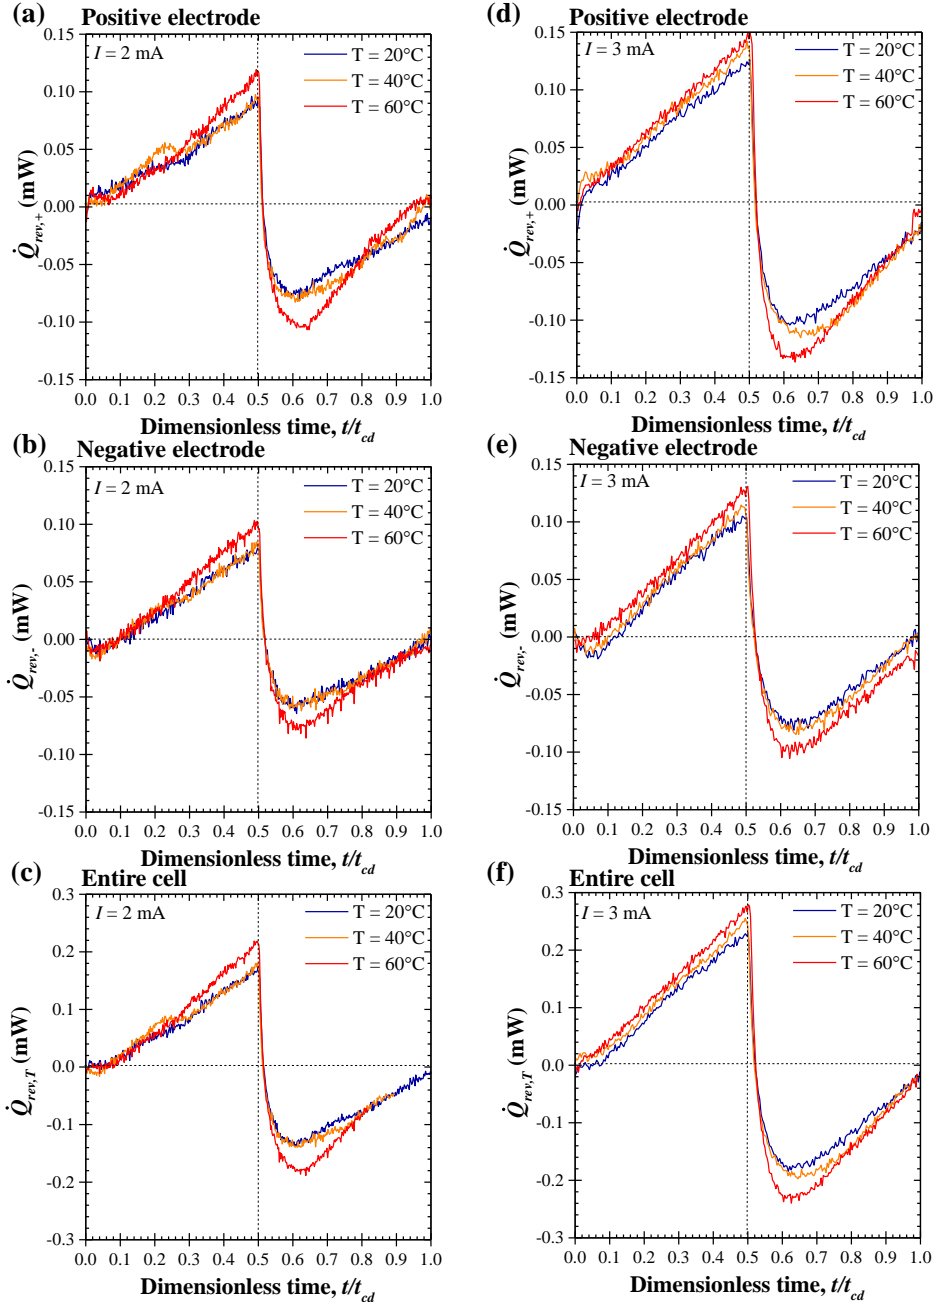 (a) Positive electrode
I = 2 mA
T = 20°C
T = 40°C
T = 60°C
0.15
0.10
0.05
0.00
-0.05
-0.10
-0.15
Q̇rev,+ (mW)
0.0 0.1 0.2 0.3 0.4 0.5 0.6 0.7 0.8 0.9 1.0
Dimensionless time, t/tcd
(b) Negative electrode
I = 2 mA
T = 20°C
T = 40°C
T = 60°C
0.15
0.10
0.05
0.00
-0.05
-0.10
-0.15
Q̇rev,- (mW)
0.0 0.1 0.2 0.3 0.4 0.5 0.6 0.7 0.8 0.9 1.0
Dimensionless time, t/tcd
(c) Entire cell
I = 2 mA
T = 20°C
T = 40°C
T = 60°C
0.3
0.2
0.1
0.0
-0.1
-0.2
-0.3
Q̇rev,T (mW)
0.0 0.1 0.2 0.3 0.4 0.5 0.6 0.7 0.8 0.9 1.0
Dimensionless time, t/tcd
(d) Positive electrode
I = 3 mA
T = 20°C
T = 40°C
T = 60°C
0.15
0.10
0.05
0.00
-0.05
-0.10
-0.15
Q̇rev,+ (mW)
0.0 0.1 0.2 0.3 0.4 0.5 0.6 0.7 0.8 0.9 1.0
Dimensionless time, t/tcd
(e) Negative electrode
I = 3 mA
T = 20°C
T = 40°C
T = 60°C
0.15
0.10
0.05
0.00
-0.05
-0.10
-0.15
Q̇rev,- (mW)
0.0 0.1 0.2 0.3 0.4 0.5 0.6 0.7 0.8 0.9 1.0
Dimensionless time, t/tcd
(f) Entire cell
I = 3 mA
T = 20°C
T = 40°C
T = 60°C
0.3
0.2
0.1
0.0
-0.1
-0.2
-0.3
Q̇rev,T (mW)
0.0 0.1 0.2 0.3 0.4 0.5 0.6 0.7 0.8 0.9 1.0
Dimensionless time, t/tcd